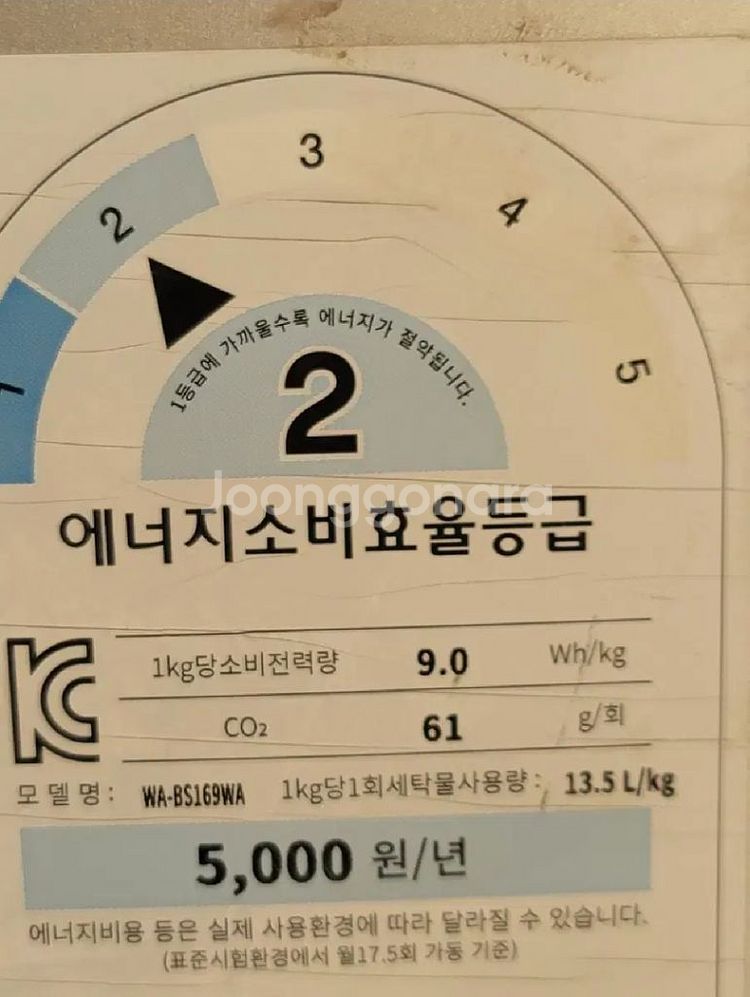 3
2
4
1
5
1등급에 가까울수록 에너지가 절약됩니다.
2
Joonggonara
에너지소비효율등급
1kg당소비전력량 9.0 Wh/kg
CO₂ 61 g/회
모델명: WA-BS169WA 1kg당1회세탁물사용량: 13.5 L/kg
5,000 원/년
에너지비용 등은 실제 사용환경에 따라 달라질 수 있습니다.
(표준시험환경에서 월17.5회 가동 기준)